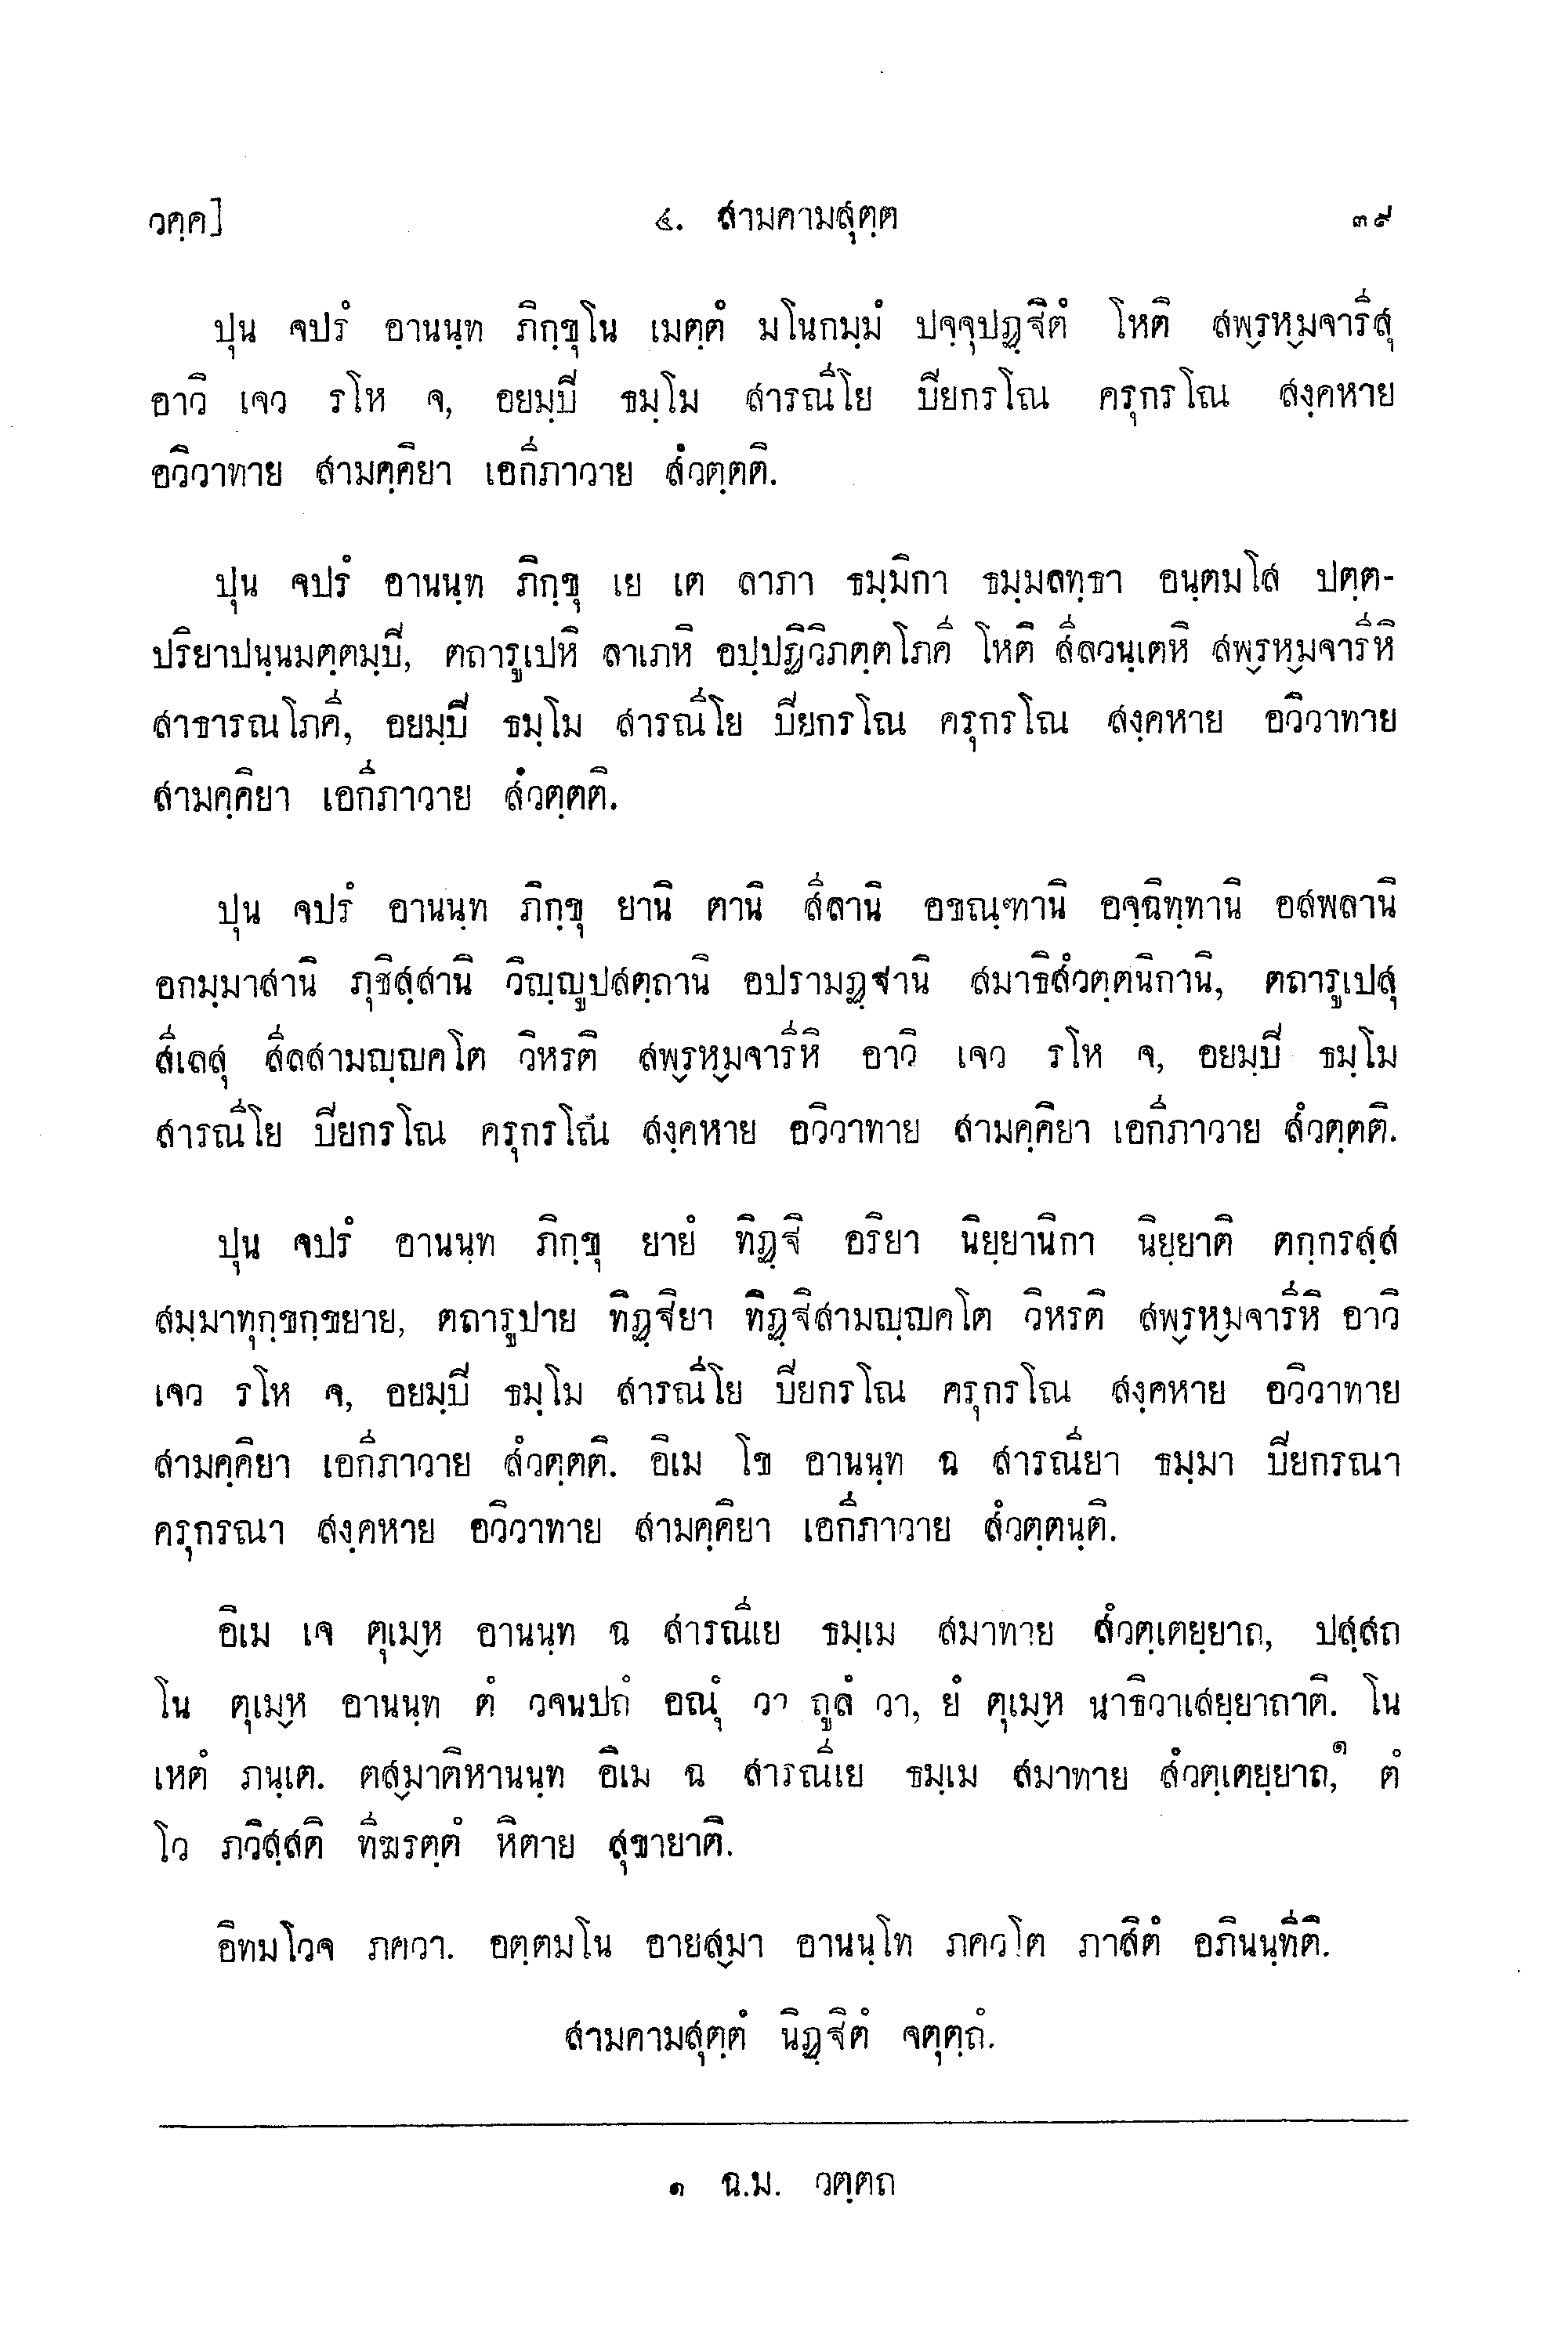 วคฺค] ๔. สามคามสุตฺต ๓๙
ปุน จปรํ อานนฺท ภิกฺขุโน เมตฺตํ มโนกมฺมํ ปจฺจุปฏฺฐิตํ โหติ สพฺรหฺมจารีสุ
อาวิ เจว รโห จ, อยมฺปิ ธมฺโม สารณีโย ปิยกรโณ ครุกรโณ สงฺคหาย
อวิวาทาย สามคฺคิยา เอกีภาวาย สํวตฺตติ.
ปุน จปรํ อานนฺท ภิกฺขุ เย เต ลาภา ธมฺมิกา ธมฺมลทฺธา อนฺตมโส ปตฺต-
ปริยาปนฺนมตฺตมฺปิ, ตถารูเปหิ ลาเภหิ อปฺปฏิวิภตฺตโภคี โหติ สีลวนฺเตหิ สพฺรหฺมจารีหิ
สาธารณโภคี, อยมฺปิ ธมฺโม สารณีโย ปิยกรโณ ครุกรโณ สงฺคหาย อวิวาทาย
สามคฺคิยา เอกีภาวาย สํวตฺตติ.
ปุน จปรํ อานนฺท ภิกฺขุ ยานิ ตานิ สีลานิ อขณฺฑานิ อจฺฉิทฺทานิ อสพลานิ
อกมฺมาสานิ ภุชิสฺสานิ วิญฺญูปสตฺถานิ อปรามฏฺฐานิ สมาธิสํวตฺตนิกานิ, ตถารูเปสุ
สีเลสุ สีลสามญฺญคโต วิหรติ สพฺรหฺมจารีหิ อาวิ เจว รโห จ, อยมฺปิ ธมฺโม
สารณีโย ปิยกรโณ ครุกรโณ สงฺคหาย อวิวาทาย สามคฺคิยา เอกีภาวาย สํวตฺตติ.
ปุน จปรํ อานนฺท ภิกฺขุ ยายํ ทิฏฺฐิ อริยา นิยฺยานิกา นิยฺยาติ ตกฺกรสฺส
สมฺมาทุกฺขกฺขยาย, ตถารูปาย ทิฏฺฐิยา ทิฏฺฐิสามญฺญคโต วิหรติ สพฺรหฺมจารีหิ อาวิ
เจว รโห จ, อยมฺปิ ธมฺโม สารณีโย ปิยกรโณ ครุกรโณ สงฺคหาย อวิวาทาย
สามคฺคิยา เอกีภาวาย สํวตฺตติ. อิเม โข อานนฺท ฉ สารณียา ธมฺมา ปิยกรณา
ครุกรณา สงฺคหาย อวิวาทาย สามคฺคิยา เอกีภาวาย สํวตฺตนฺติ.
อิเม เจ ตุเมฺห อานนฺท ฉ สารณีเย ธมฺเม สมาทาย สํวตฺเตยฺยาถ, ปสฺสถ
โน ตุเมฺห อานนฺท ตํ วจนปถํ อณุํ วา ถูลํ วา, ยํ ตุเมฺห นาธิวาเสยฺยาถาติ. โน
เหตํ ภนฺเต. ตสฺมาติหานนฺท อิเม ฉ สารณีเย ธมฺเม สมาทาย สํวตฺเตยฺยาถ,๑ ตํ
โว ภวิสฺสติ ทีฆรตฺตํ หิตาย สุขายาติ.
อิทมโวจ ภควา. อตฺตมโน อายสฺมา อานนฺโท ภควโต ภาสิตํ อภินนฺทีติ.
สามคามสุตฺตํ นิฏฺฐิตํ จตุตฺถํ.
๑ ฉ.ม. วตฺตถ